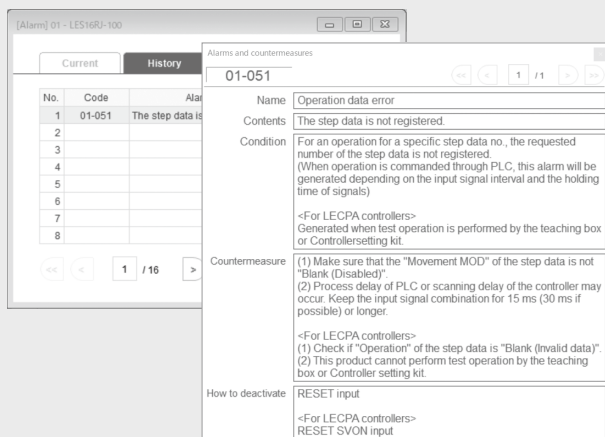 [Alarm] 01 - LES16RJ-100
Current
History
No. Code Alar
1 01-051 The step data is
2
3
4
5
6
7
8
<< < 1 / 16 >
Alarms and countermeasures
01-051
<< < 1 / 1 > >>
Name Operation data error
Contents The step data is not registered.
Condition For an operation for a specific step data no., the requested
number of the step data is not registered.
(When operation is commanded through PLC, this alarm will be
generated depending on the input signal interval and the holding
time of signals)
<For LECPA controllers>
Generated when test operation is performed by the teaching box
or Controllersetting kit.
Countermeasure (1) Make sure that the "Movement MOD" of the step data is not
"Blank (Disabled)".
(2) Process delay of PLC or scanning delay of the controller may
occur. Keep the input signal combination for 15 ms (30 ms if
possible) or longer.
<For LECPA controllers>
(1) Check if "Operation" of the step data is "Blank (Invalid data)".
(2) This product cannot perform test operation by the teaching
box or Controller setting kit.
How to deactivate RESET input
<For LECPA controllers>
RESET SVON input